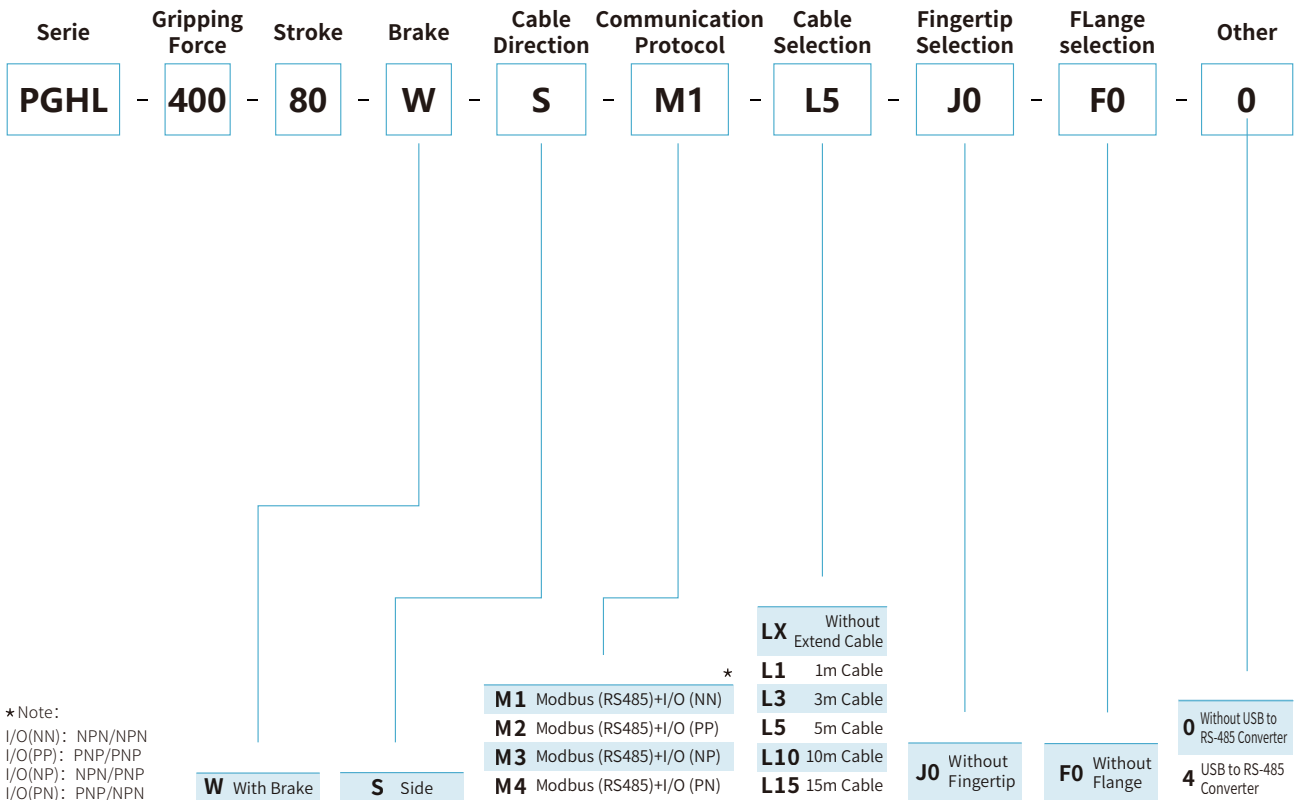 Serie
Gripping
Force
Stroke
Brake
Cable
Direction
Communication
Protocol
Cable
Selection
Fingertip
Selection
FLange
selection
Other
PGHL - 400 - 80 - W - S - M1 - L5 - J0 - F0 - 0
★Note：
I/O(NN)：NPN/NPN
I/O(PP)：PNP/PNP
I/O(NP)：NPN/PNP
I/O(PN)：PNP/NPN
W With Brake
S Side
★
M1 Modbus (RS485)+I/O (NN)
M2 Modbus (RS485)+I/O (PP)
M3 Modbus (RS485)+I/O (NP)
M4 Modbus (RS485)+I/O (PN)
LX Without
Extend Cable
L1 1m Cable
L3 3m Cable
L5 5m Cable
L10 10m Cable
L15 15m Cable
J0 Without
Fingertip
F0 Without
Flange
0 Without USB to
RS-485 Converter
4 USB to RS-485
Converter